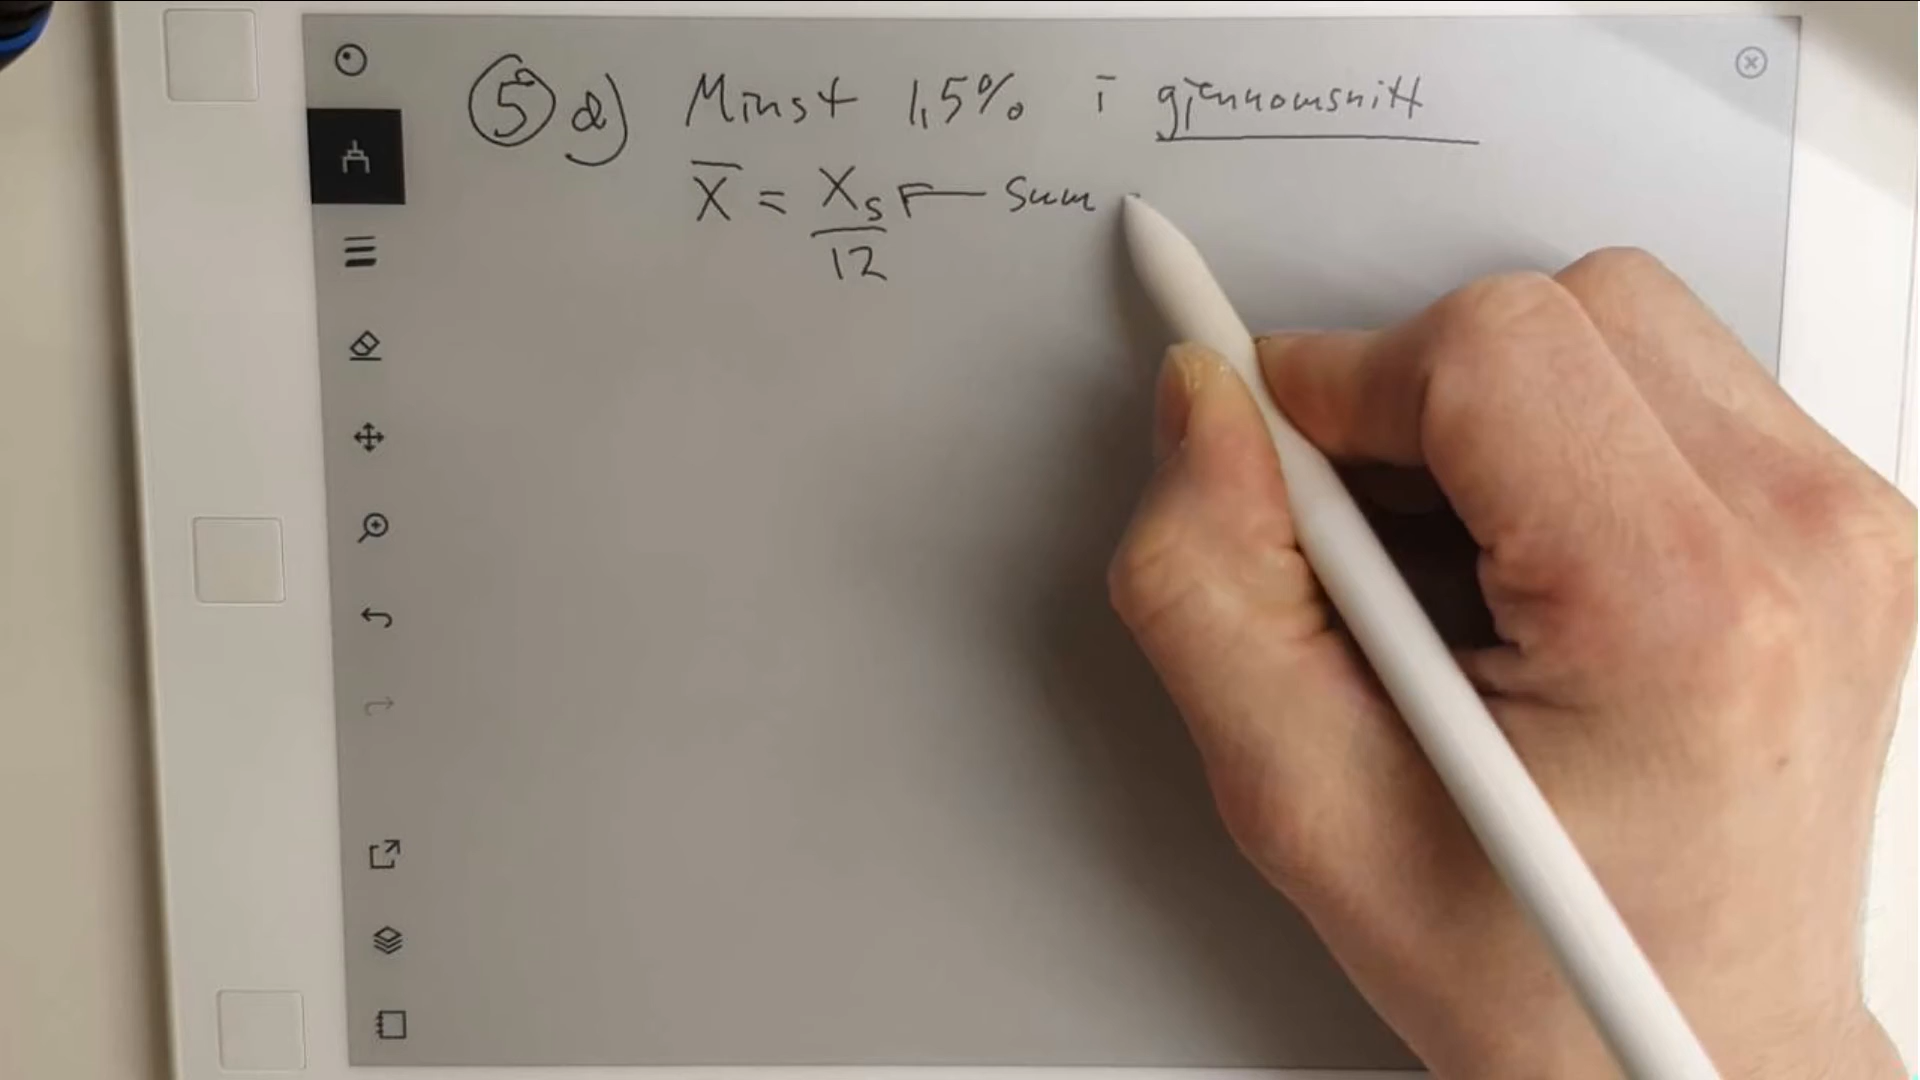 5 d) Minst 1,5% i gjennomsnitt
X̄ = Xs/12 ← Sum